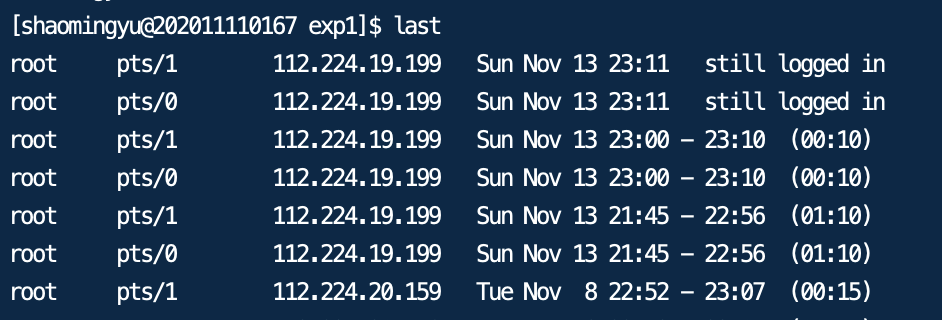 [shaomingyu@202011110167 exp1]$ last
root     pts/1        112.224.19.199   Sun Nov 13 23:11   still logged in
root     pts/0        112.224.19.199   Sun Nov 13 23:11   still logged in
root     pts/1        112.224.19.199   Sun Nov 13 23:00 - 23:10  (00:10)
root     pts/0        112.224.19.199   Sun Nov 13 23:00 - 23:10  (00:10)
root     pts/1        112.224.19.199   Sun Nov 13 21:45 - 22:56  (01:10)
root     pts/0        112.224.19.199   Sun Nov 13 21:45 - 22:56  (01:10)
root     pts/1        112.224.20.159   Tue Nov  8 22:52 - 23:07  (00:15)